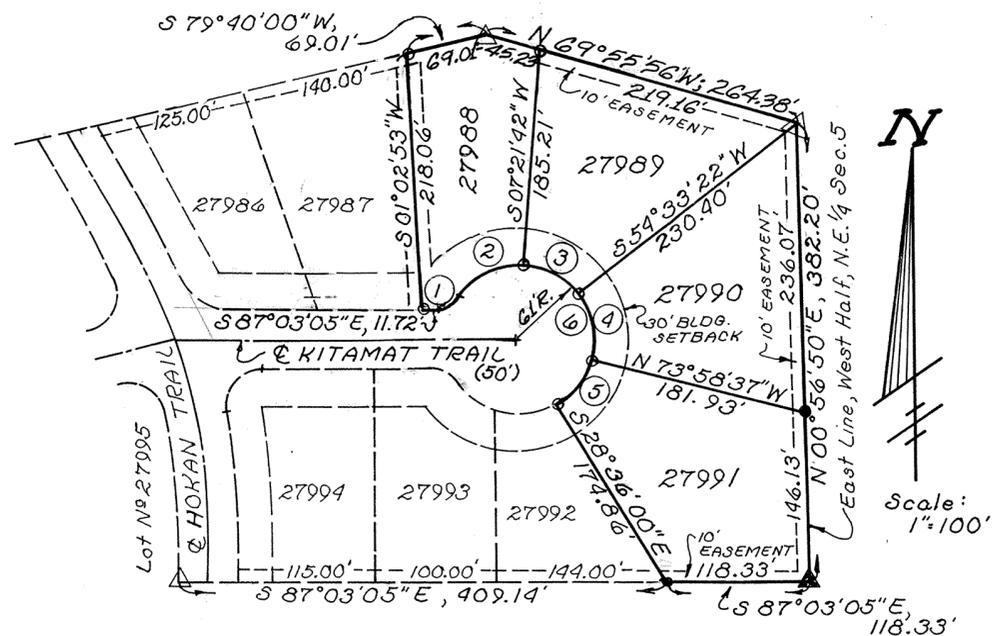 S 79°40'00"W,
69.01'
69.01'
45.23'
N 69°55'56"W; 264.38'
219.16'
10' EASEMENT
140.00'
125.00'
S 01°02'53"W
218.06'
27988
S 07°21'42"W
185.21'
27989
S 54°33'22"W
230.40'
27986
27987
1
2
3
4
5
6
61'R.
27990
30' BLDG.
SETBACK
10' EASEMENT
236.07'
N 00°56'50"E, 382.20'
East Line, West Half, N.E.¼ Sec.5
N
S 87°03'05"E, 11.72'
℄ KITAMAT TRAIL
(50')
N 73°58'37"W
181.93'
℄ HOKAN TRAIL
Lot Nº 27995
S 28°36'00"E
174.86'
27991
146.13'
27994
27993
27992
Scale:
1"=100'
10'
EASEMENT
115.00'
100.00'
144.00'
118.33'
S 87°03'05"E, 409.14'
S 87°03'05"E,
118.33'